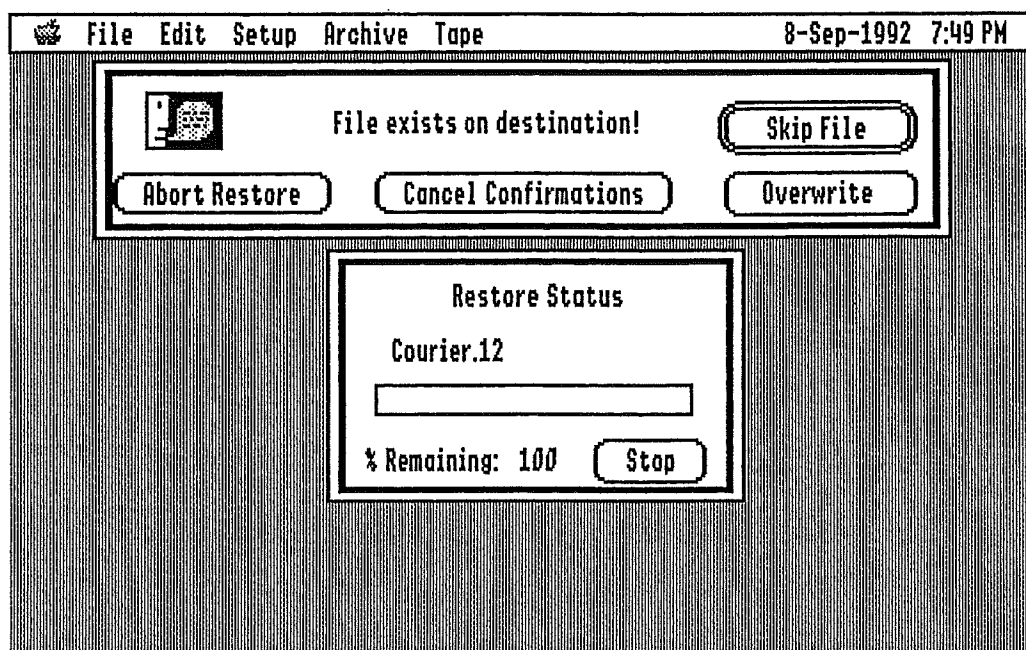 File Edit Setup Archive Tape 8-Sep-1992 7:49 PM
File exists on destination!
Skip File
Abort Restore Cancel Confirmations Overwrite
Restore Status
Courier.12
% Remaining: 100 Stop